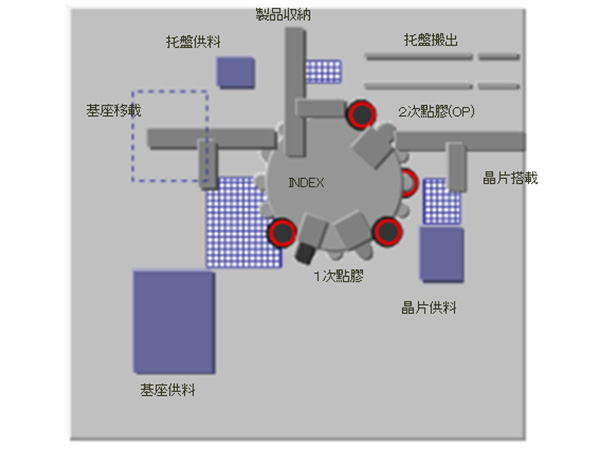 製品収納
托盤供料
托盤搬出
基座移載
2次點膠(OP)
晶片搭載
INDEX
1次點膠
晶片供料
基座供料